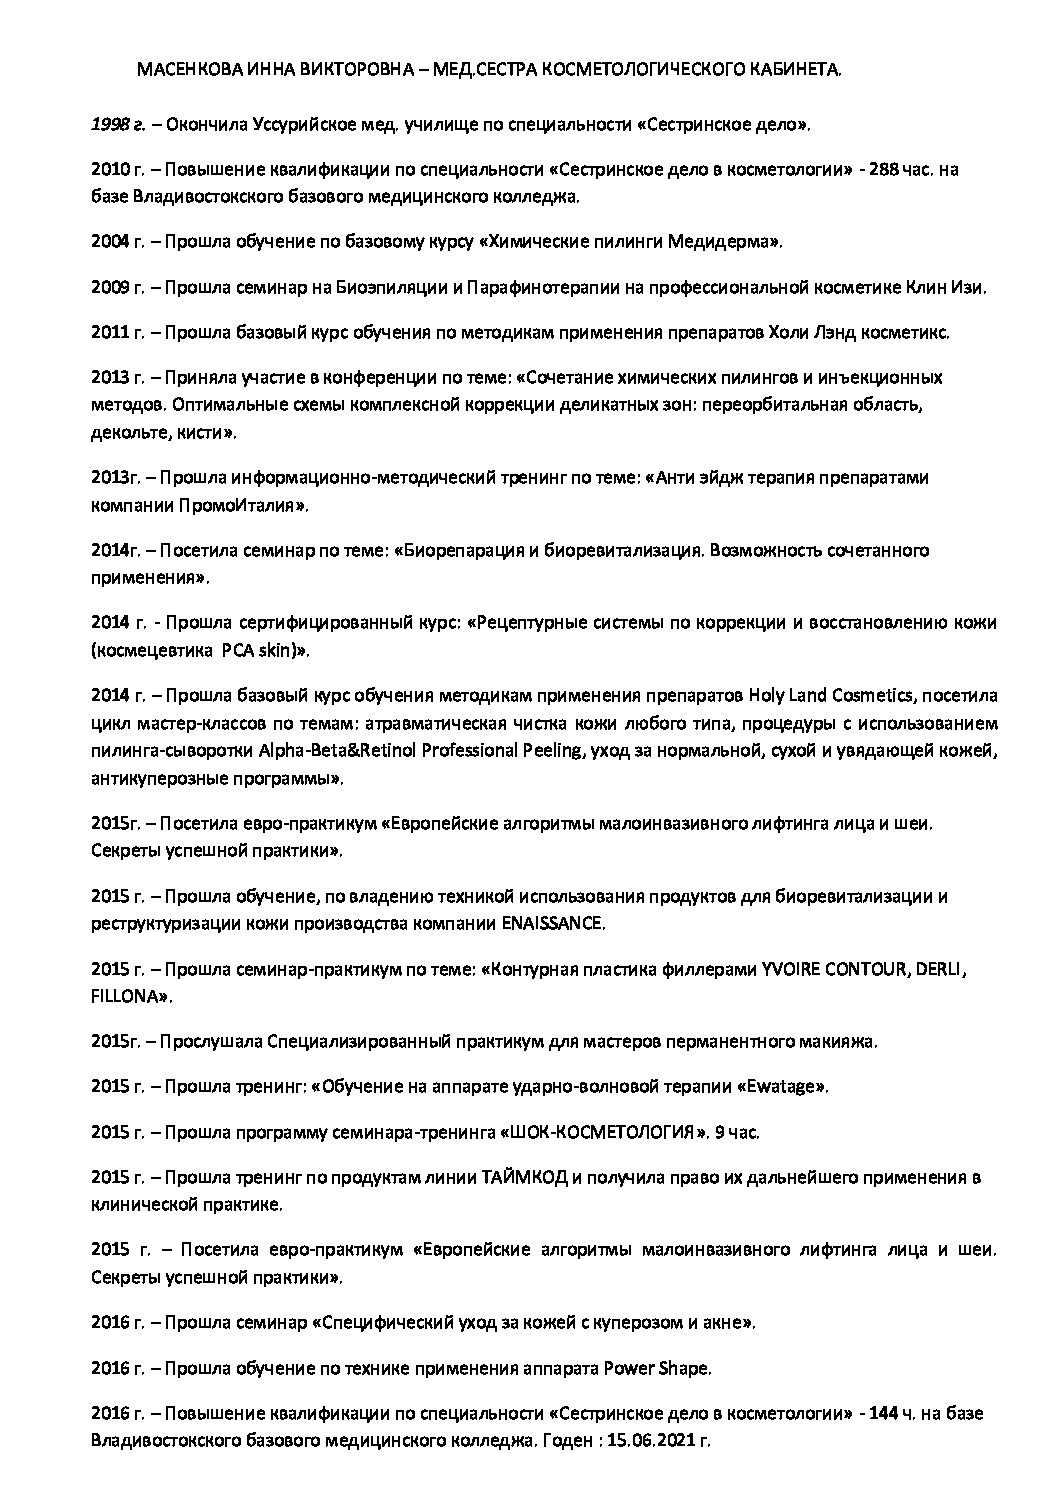 МАСЕНКОВА ИННА ВИКТОРОВНА – МЕД.СЕСТРА КОСМЕТОЛОГИЧЕСКОГО КАБИНЕТА.
1998 г. – Окончила Уссурийское мед. училище по специальности «Сестринское дело».
2010 г. – Повышение квалификации по специальности «Сестринское дело в косметологии» - 288 час. на
базе Владивостокского базового медицинского колледжа.
2004 г. – Прошла обучение по базовому курсу «Химические пилинги Медидерма».
2009 г. – Прошла семинар на Биоэпиляции и Парафинотерапии на профессиональной косметике Клин Изи.
2011 г. – Прошла базовый курс обучения по методикам применения препаратов Холи Лэнд косметикс.
2013 г. – Приняла участие в конференции по теме: «Сочетание химических пилингов и инъекционных
методов. Оптимальные схемы комплексной коррекции деликатных зон: переорбитальная область,
декольте, кисти».
2013г. – Прошла информационно-методический тренинг по теме: «Анти эйдж терапия препаратами
компании ПромоИталия».
2014г. – Посетила семинар по теме: «Биорепарация и биоревитализация. Возможность сочетанного
применения».
2014 г. - Прошла сертифицированный курс: «Рецептурные системы по коррекции и восстановлению кожи
(космецевтика PCA skin)».
2014 г. – Прошла базовый курс обучения методикам применения препаратов Holy Land Cosmetics, посетила
цикл мастер-классов по темам: атравматическая чистка кожи любого типа, процедуры с использованием
пилинга-сыворотки Alpha-Beta&Retinol Professional Peeling, уход за нормальной, сухой и увядающей кожей,
антикуперозные программы».
2015г. – Посетила евро-практикум «Европейские алгоритмы малоинвазивного лифтинга лица и шеи.
Секреты успешной практики».
2015 г. – Прошла обучение, по владению техникой использования продуктов для биоревитализации и
реструктуризации кожи производства компании ENAISSANCE.
2015 г. – Прошла семинар-практикум по теме: «Контурная пластика филлерами YVOIRE CONTOUR, DERLI,
FILLONA».
2015г. – Прослушала Специализированный практикум для мастеров перманентного макияжа.
2015 г. – Прошла тренинг: «Обучение на аппарате ударно-волновой терапии «Ewatage».
2015 г. – Прошла программу семинара-тренинга «ШОК-КОСМЕТОЛОГИЯ». 9 час.
2015 г. – Прошла тренинг по продуктам линии ТАЙМКОД и получила право их дальнейшего применения в
клинической практике.
2015 г. – Посетила евро-практикум «Европейские алгоритмы малоинвазивного лифтинга лица и шеи.
Секреты успешной практики».
2016 г. – Прошла семинар «Специфический уход за кожей с куперозом и акне».
2016 г. – Прошла обучение по технике применения аппарата Power Shape.
2016 г. – Повышение квалификации по специальности «Сестринское дело в косметологии» - 144 ч. на базе
Владивостокского базового медицинского колледжа. Годен : 15.06.2021 г.